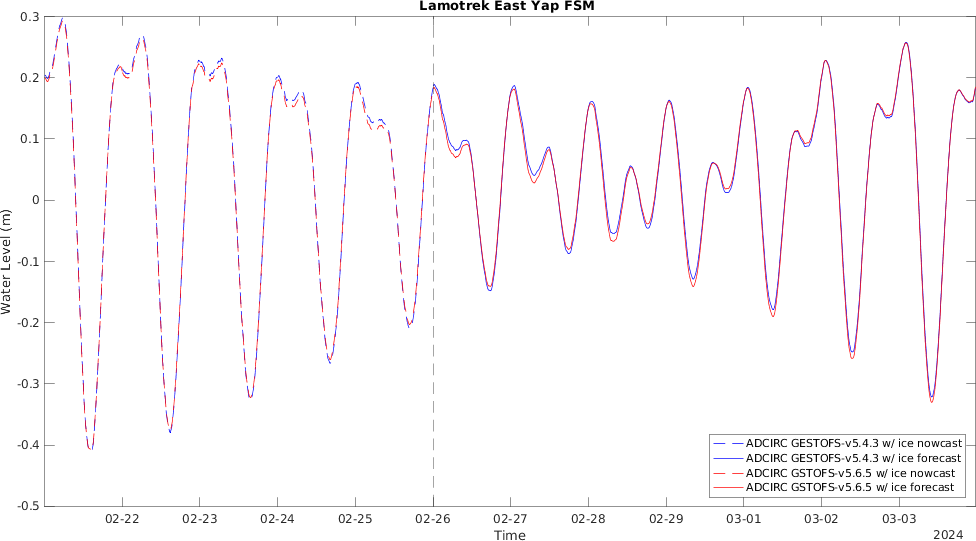 Lamotrek East Yap FSM
0.3
0.2
0.1
0
-0.1
-0.2
-0.3
-0.4
-0.5
Water Level (m)
ADCIRC GESTOFS-v5.4.3 w/ ice nowcast
ADCIRC GESTOFS-v5.4.3 w/ ice forecast
ADCIRC GSTOFS-v5.6.5 w/ ice nowcast
ADCIRC GSTOFS-v5.6.5 w/ ice forecast
02-22 02-23 02-24 02-25 02-26 02-27 02-28 02-29 03-01 03-02 03-03
Time
2024